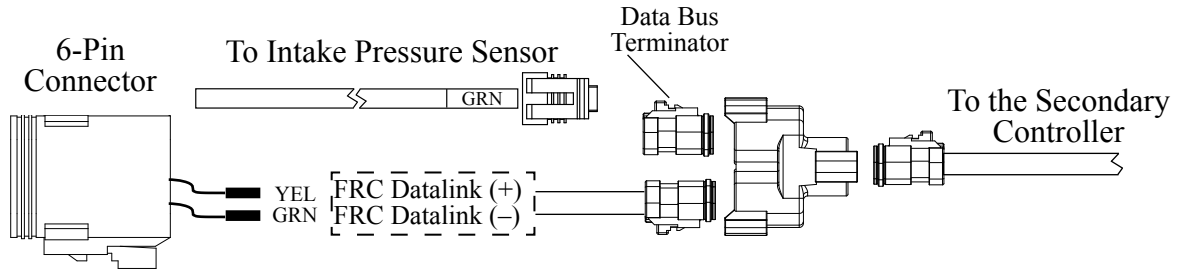 6-Pin
Connector
To Intake Pressure Sensor
GRN
Data Bus
Terminator
To the Secondary
Controller
YEL FRC Datalink (+)
GRN FRC Datalink (–)